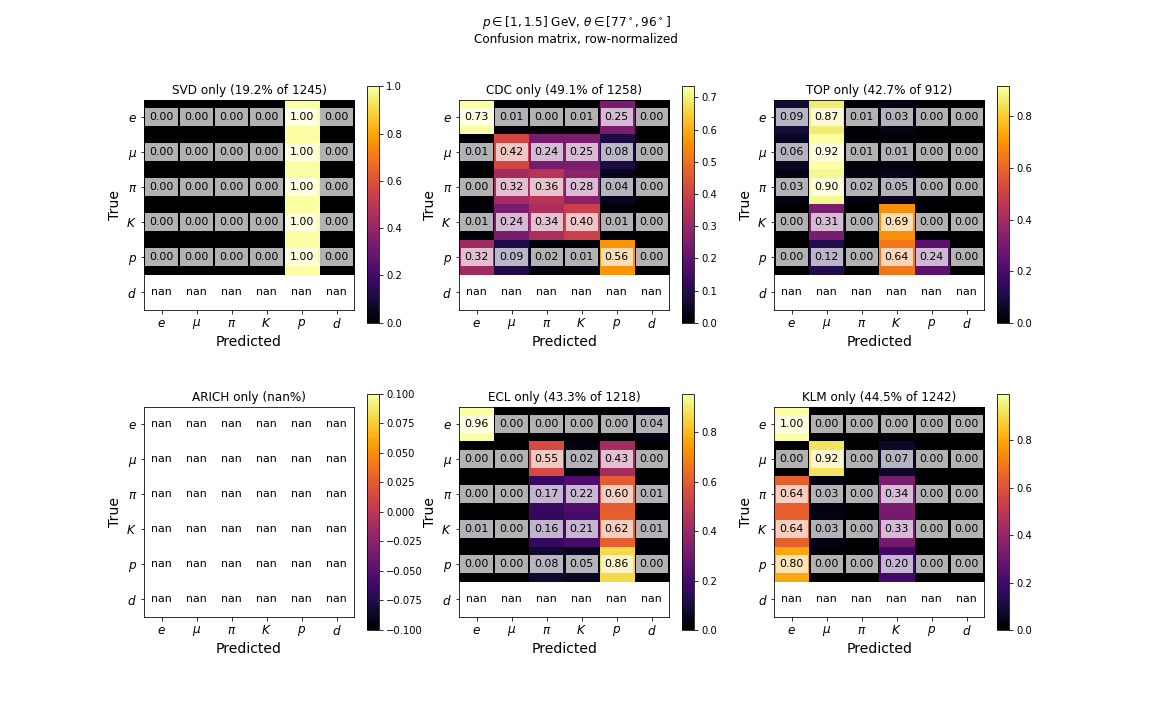 p ∈ [1, 1.5] GeV, θ ∈ [77°, 96°]
Confusion matrix, row-normalized
SVD only (19.2% of 1245)
True
e 0.00 0.00 0.00 0.00 1.00 0.00
μ 0.00 0.00 0.00 0.00 1.00 0.00
π 0.00 0.00 0.00 0.00 1.00 0.00
K 0.00 0.00 0.00 0.00 1.00 0.00
p 0.00 0.00 0.00 0.00 1.00 0.00
d nan nan nan nan nan nan
e μ π K p d
Predicted
1.0
0.8
0.6
0.4
0.2
0.0
CDC only (49.1% of 1258)
True
e 0.73 0.01 0.00 0.01 0.25 0.00
μ 0.01 0.42 0.24 0.25 0.08 0.00
π 0.00 0.32 0.36 0.28 0.04 0.00
K 0.01 0.24 0.34 0.40 0.01 0.00
p 0.32 0.09 0.02 0.01 0.56 0.00
d nan nan nan nan nan nan
e μ π K p d
Predicted
0.7
0.6
0.5
0.4
0.3
0.2
0.1
0.0
TOP only (42.7% of 912)
True
e 0.09 0.87 0.01 0.03 0.00 0.00
μ 0.06 0.92 0.01 0.01 0.00 0.00
π 0.03 0.90 0.02 0.05 0.00 0.00
K 0.00 0.31 0.00 0.69 0.00 0.00
p 0.00 0.12 0.00 0.64 0.24 0.00
d nan nan nan nan nan nan
e μ π K p d
Predicted
0.8
0.6
0.4
0.2
0.0
ARICH only (nan%)
True
e nan nan nan nan nan nan
μ nan nan nan nan nan nan
π nan nan nan nan nan nan
K nan nan nan nan nan nan
p nan nan nan nan nan nan
d nan nan nan nan nan nan
e μ π K p d
Predicted
0.100
0.075
0.050
0.025
0.000
−0.025
−0.050
−0.075
−0.100
ECL only (43.3% of 1218)
True
e 0.96 0.00 0.00 0.00 0.00 0.04
μ 0.00 0.00 0.55 0.02 0.43 0.00
π 0.00 0.00 0.17 0.22 0.60 0.01
K 0.01 0.00 0.16 0.21 0.62 0.01
p 0.00 0.00 0.08 0.05 0.86 0.00
d nan nan nan nan nan nan
e μ π K p d
Predicted
0.8
0.6
0.4
0.2
0.0
KLM only (44.5% of 1242)
True
e 1.00 0.00 0.00 0.00 0.00 0.00
μ 0.00 0.92 0.00 0.07 0.00 0.00
π 0.64 0.03 0.00 0.34 0.00 0.00
K 0.64 0.03 0.00 0.33 0.00 0.00
p 0.80 0.00 0.00 0.20 0.00 0.00
d nan nan nan nan nan nan
e μ π K p d
Predicted
0.8
0.6
0.4
0.2
0.0